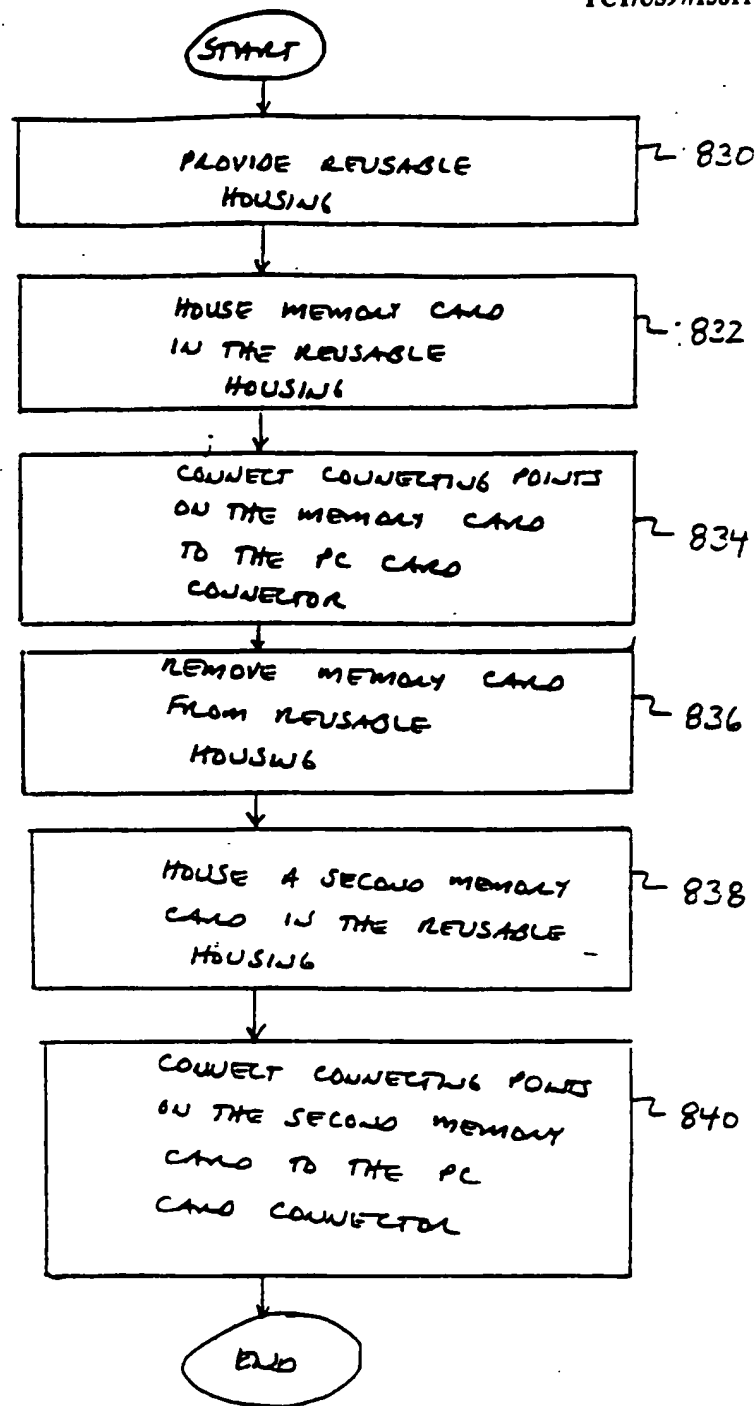 START
PROVIDE REUSABLE
HOUSING
830
HOUSE MEMORY CARD
IN THE REUSABLE
HOUSING
832
CONNECT CONNECTING POINTS
ON THE MEMORY CARD
TO THE PC CARD
CONNECTOR
834
REMOVE MEMORY CARD
FROM REUSABLE
HOUSING
836
HOUSE A SECOND MEMORY
CARD IN THE REUSABLE
HOUSING
838
CONNECT CONNECTING POINTS
ON THE SECOND MEMORY
CARD TO THE PC
CARD CONNECTOR
840
END